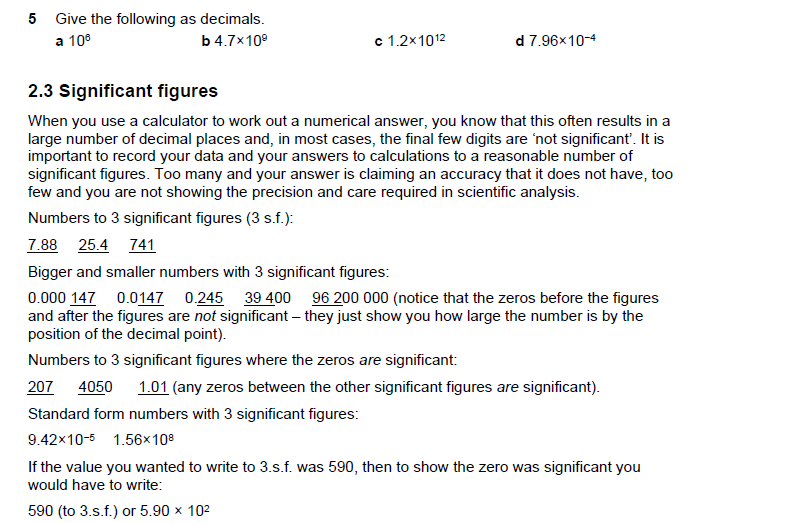 5 Give the following as decimals.
a 10⁶ b 4.7×10⁹ c 1.2×10¹² d 7.96×10⁻⁴
2.3 Significant figures
When you use a calculator to work out a numerical answer, you know that this often results in a
large number of decimal places and, in most cases, the final few digits are ‘not significant’. It is
important to record your data and your answers to calculations to a reasonable number of
significant figures. Too many and your answer is claiming an accuracy that it does not have, too
few and you are not showing the precision and care required in scientific analysis.
Numbers to 3 significant figures (3 s.f.):
7.88 25.4 741
Bigger and smaller numbers with 3 significant figures:
0.000 147 0.0147 0.245 39 400 96 200 000 (notice that the zeros before the figures
and after the figures are not significant – they just show you how large the number is by the
position of the decimal point).
Numbers to 3 significant figures where the zeros are significant:
207 4050 1.01 (any zeros between the other significant figures are significant).
Standard form numbers with 3 significant figures:
9.42×10⁻⁵ 1.56×10⁸
If the value you wanted to write to 3.s.f. was 590, then to show the zero was significant you
would have to write:
590 (to 3.s.f.) or 5.90 × 10²